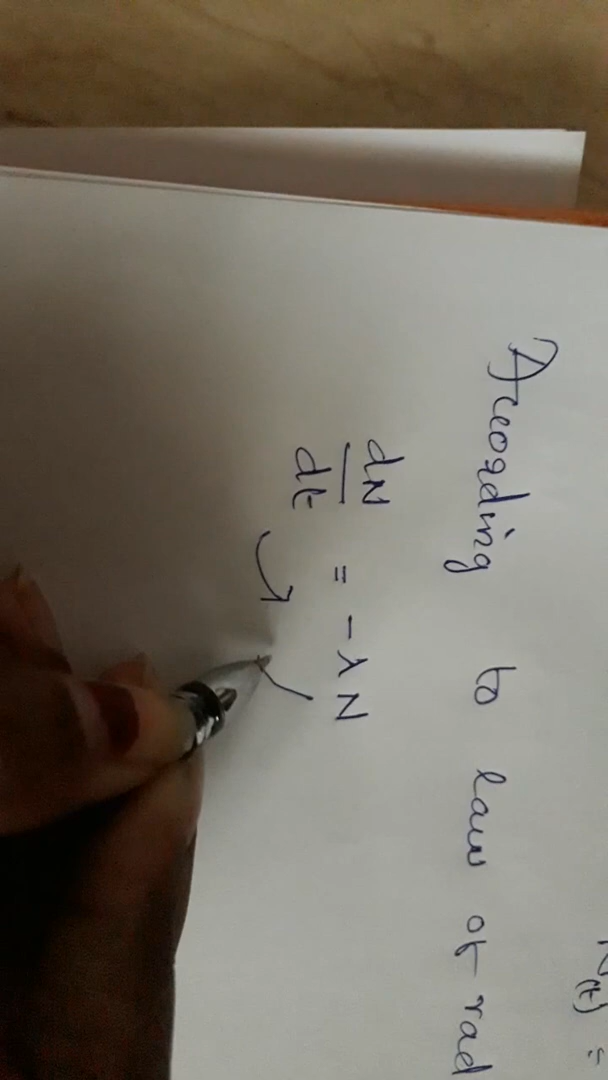 N(t) =
According to law of rad
dN/dt = -λN